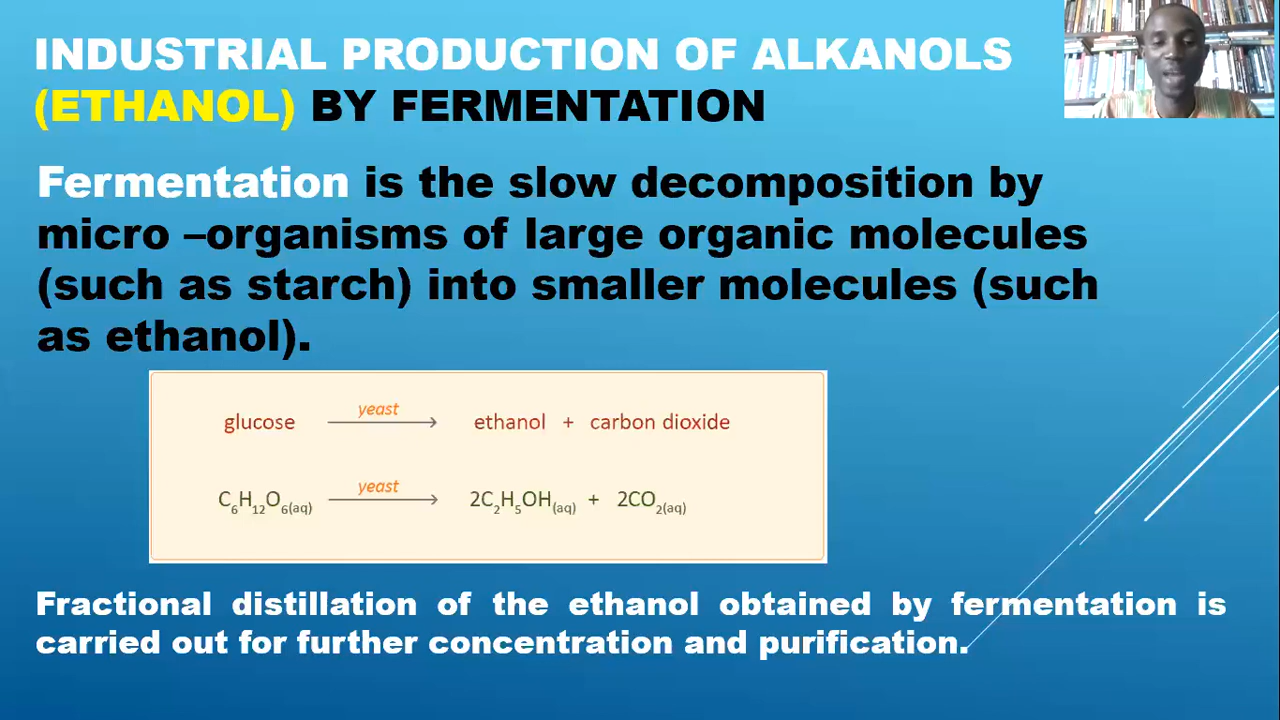 INDUSTRIAL PRODUCTION OF ALKANOLS
(ETHANOL) BY FERMENTATION
Fermentation is the slow decomposition by
micro –organisms of large organic molecules
(such as starch) into smaller molecules (such
as ethanol).
glucose yeast ethanol + carbon dioxide
C₆H₁₂O₆(aq) yeast 2C₂H₅OH(aq) + 2CO₂(aq)
Fractional distillation of the ethanol obtained by fermentation is
carried out for further concentration and purification.